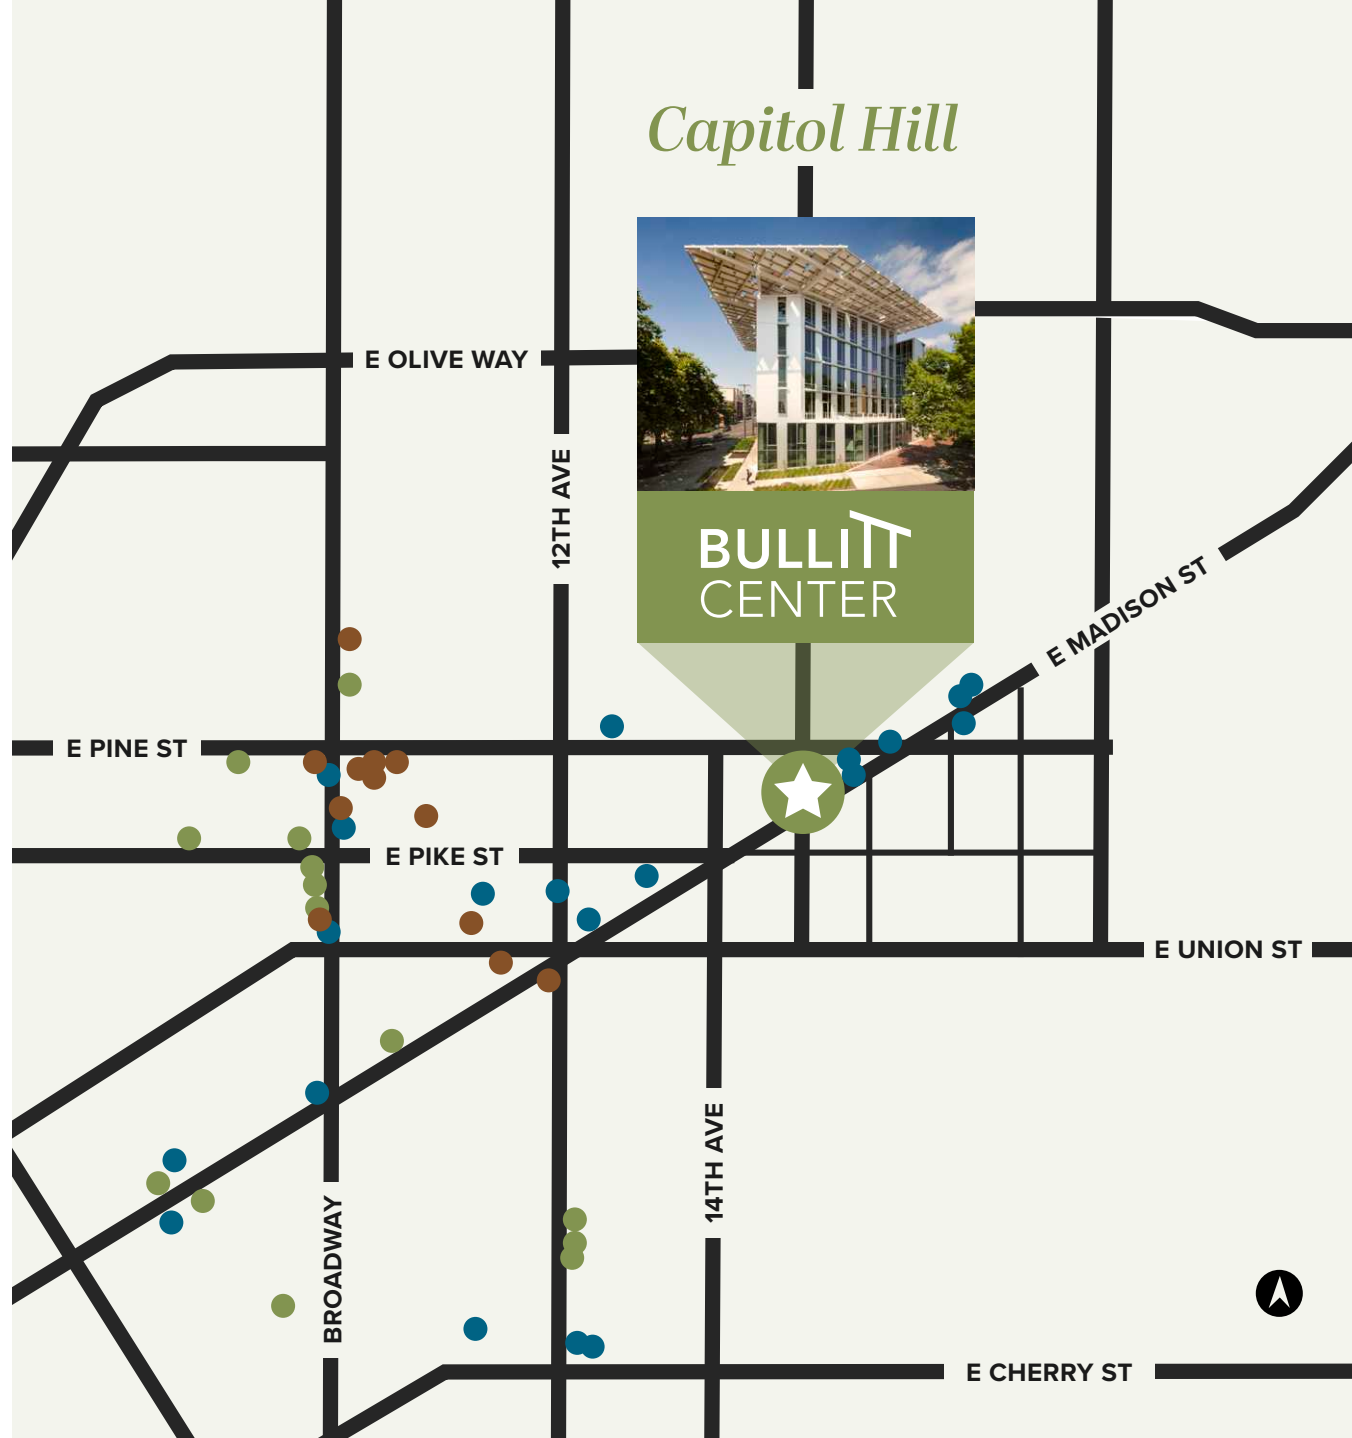 Capitol Hill
E OLIVE WAY
12TH AVE
BULLITT
CENTER
E MADISON ST
E PINE ST
E PIKE ST
E UNION ST
14TH AVE
BROADWAY
E CHERRY ST